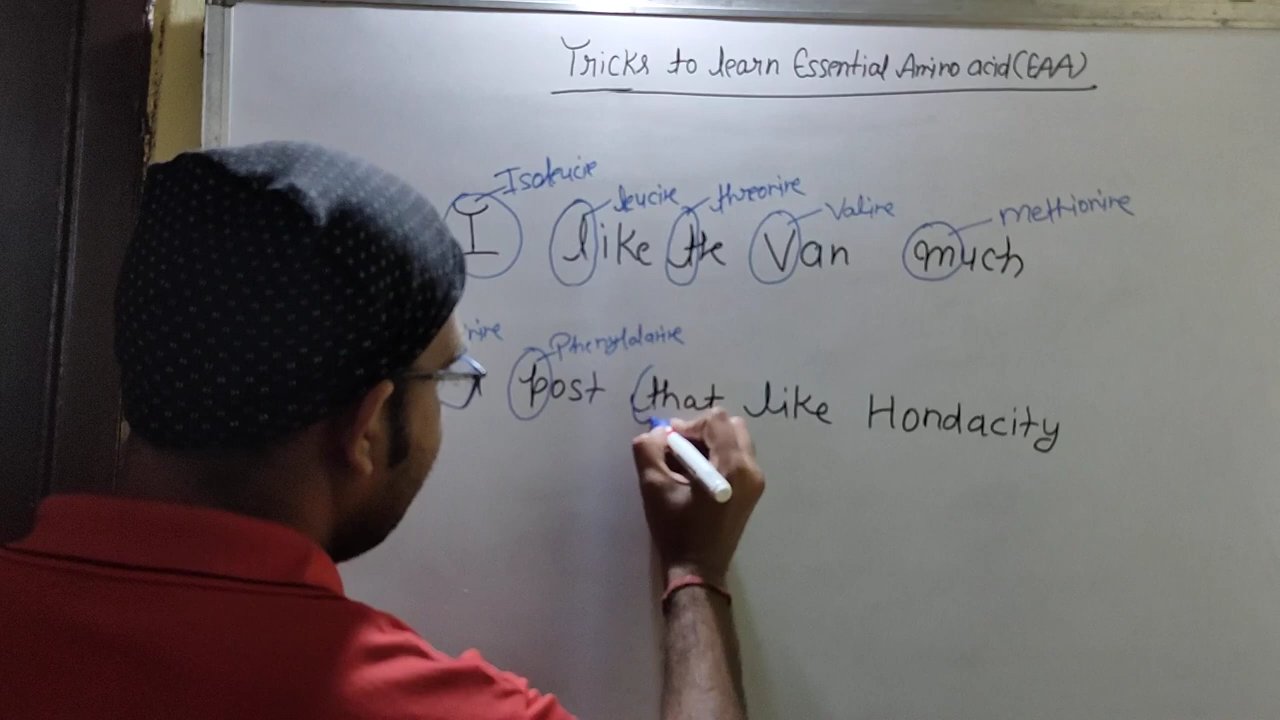 Tricks to learn Essential Amino acid (EAA)
Isoleucine leucine threonine Valine methionine
I like the Van much
Phenylalanine
post that like Hondacity